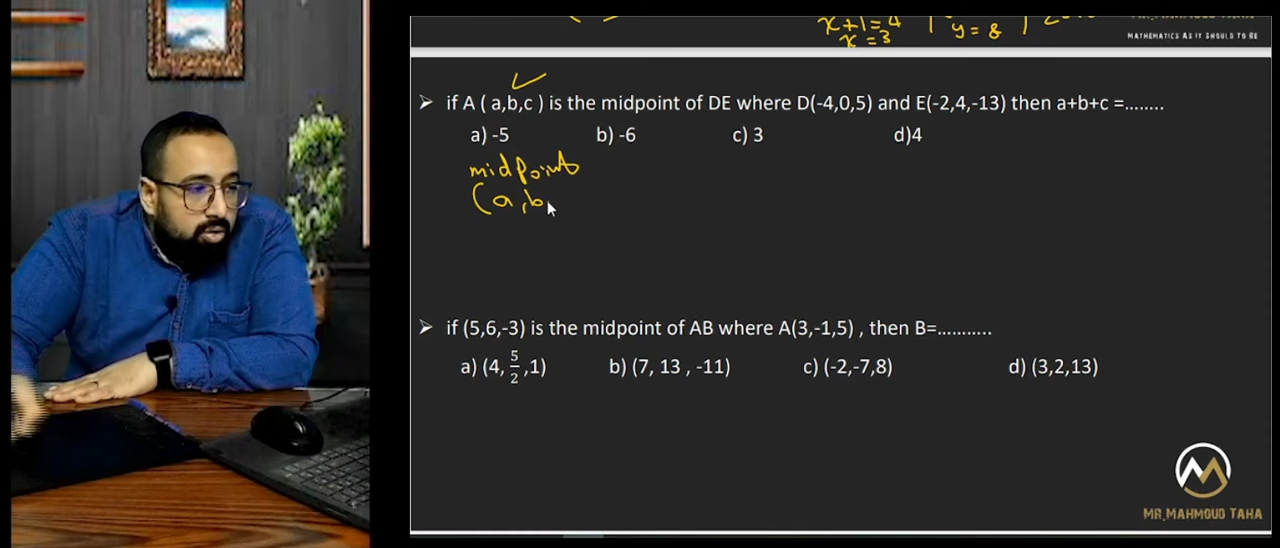 x+1=4
x=3
y=8
MATHEMATICS AS IT SHOULD TO BE
➢ if A ( a,b,c ) is the midpoint of DE where D(-4,0,5) and E(-2,4,-13) then a+b+c =........
a) -5 b) -6 c) 3 d)4
midpoint
(a,b
➢ if (5,6,-3) is the midpoint of AB where A(3,-1,5) , then B=...........
a) (4, 5/2 ,1) b) (7, 13 , -11) c) (-2,-7,8) d) (3,2,13)
MR.MAHMOUD TAHA